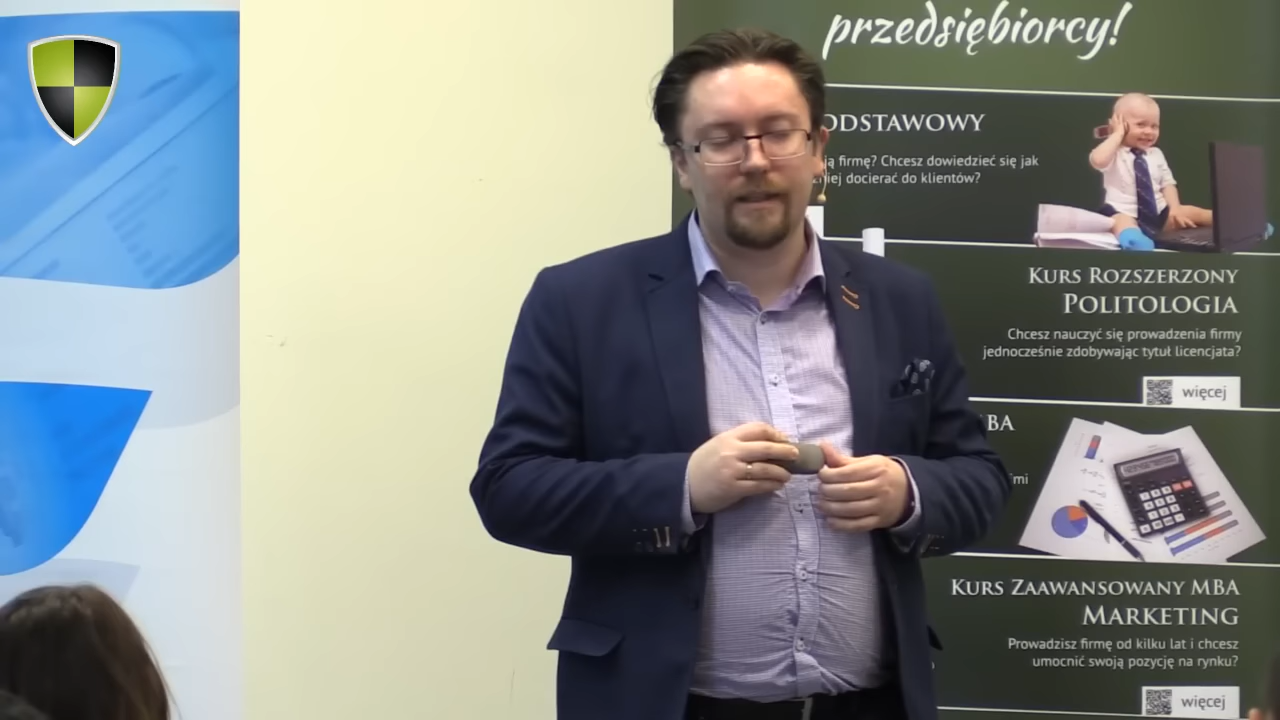 przedsiębiorcy!
ODSTAWOWY
ją firmę? Chcesz dowiedzieć się jak
docierać do klientów?
Kurs Rozszerzony
Politologia
Chcesz nauczyć się prowadzenia firmy
jednocześnie zdobywając tytuł licencjata?
więcej
BA
Kurs Zaawansowany MBA
Marketing
Prowadzisz firmę od kilku lat i chcesz
umocnić swoją pozycję na rynku?
więcej